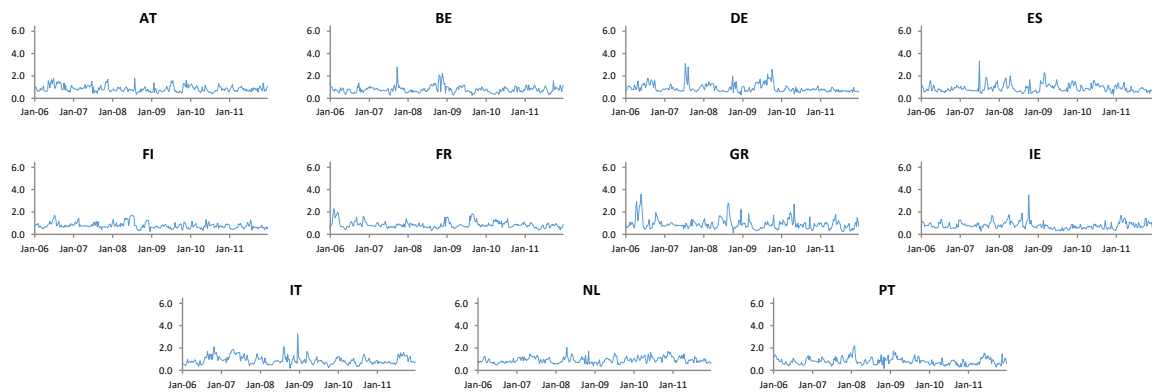 AT BE DE ES
6.0 6.0 6.0 6.0
4.0 4.0 4.0 4.0
2.0 2.0 2.0 2.0
0.0 0.0 0.0 0.0
Jan-06 Jan-07 Jan-08 Jan-09 Jan-10 Jan-11 Jan-06 Jan-07 Jan-08 Jan-09 Jan-10 Jan-11 Jan-06 Jan-07 Jan-08 Jan-09 Jan-10 Jan-11 Jan-06 Jan-07 Jan-08 Jan-09 Jan-10 Jan-11
FI FR GR IE
6.0 6.0 6.0 6.0
4.0 4.0 4.0 4.0
2.0 2.0 2.0 2.0
0.0 0.0 0.0 0.0
Jan-06 Jan-07 Jan-08 Jan-09 Jan-10 Jan-11 Jan-06 Jan-07 Jan-08 Jan-09 Jan-10 Jan-11 Jan-06 Jan-07 Jan-08 Jan-09 Jan-10 Jan-11 Jan-06 Jan-07 Jan-08 Jan-09 Jan-10 Jan-11
IT NL PT
6.0 6.0 6.0
4.0 4.0 4.0
2.0 2.0 2.0
0.0 0.0 0.0
Jan-06 Jan-07 Jan-08 Jan-09 Jan-10 Jan-11 Jan-06 Jan-07 Jan-08 Jan-09 Jan-10 Jan-11 Jan-06 Jan-07 Jan-08 Jan-09 Jan-10 Jan-11